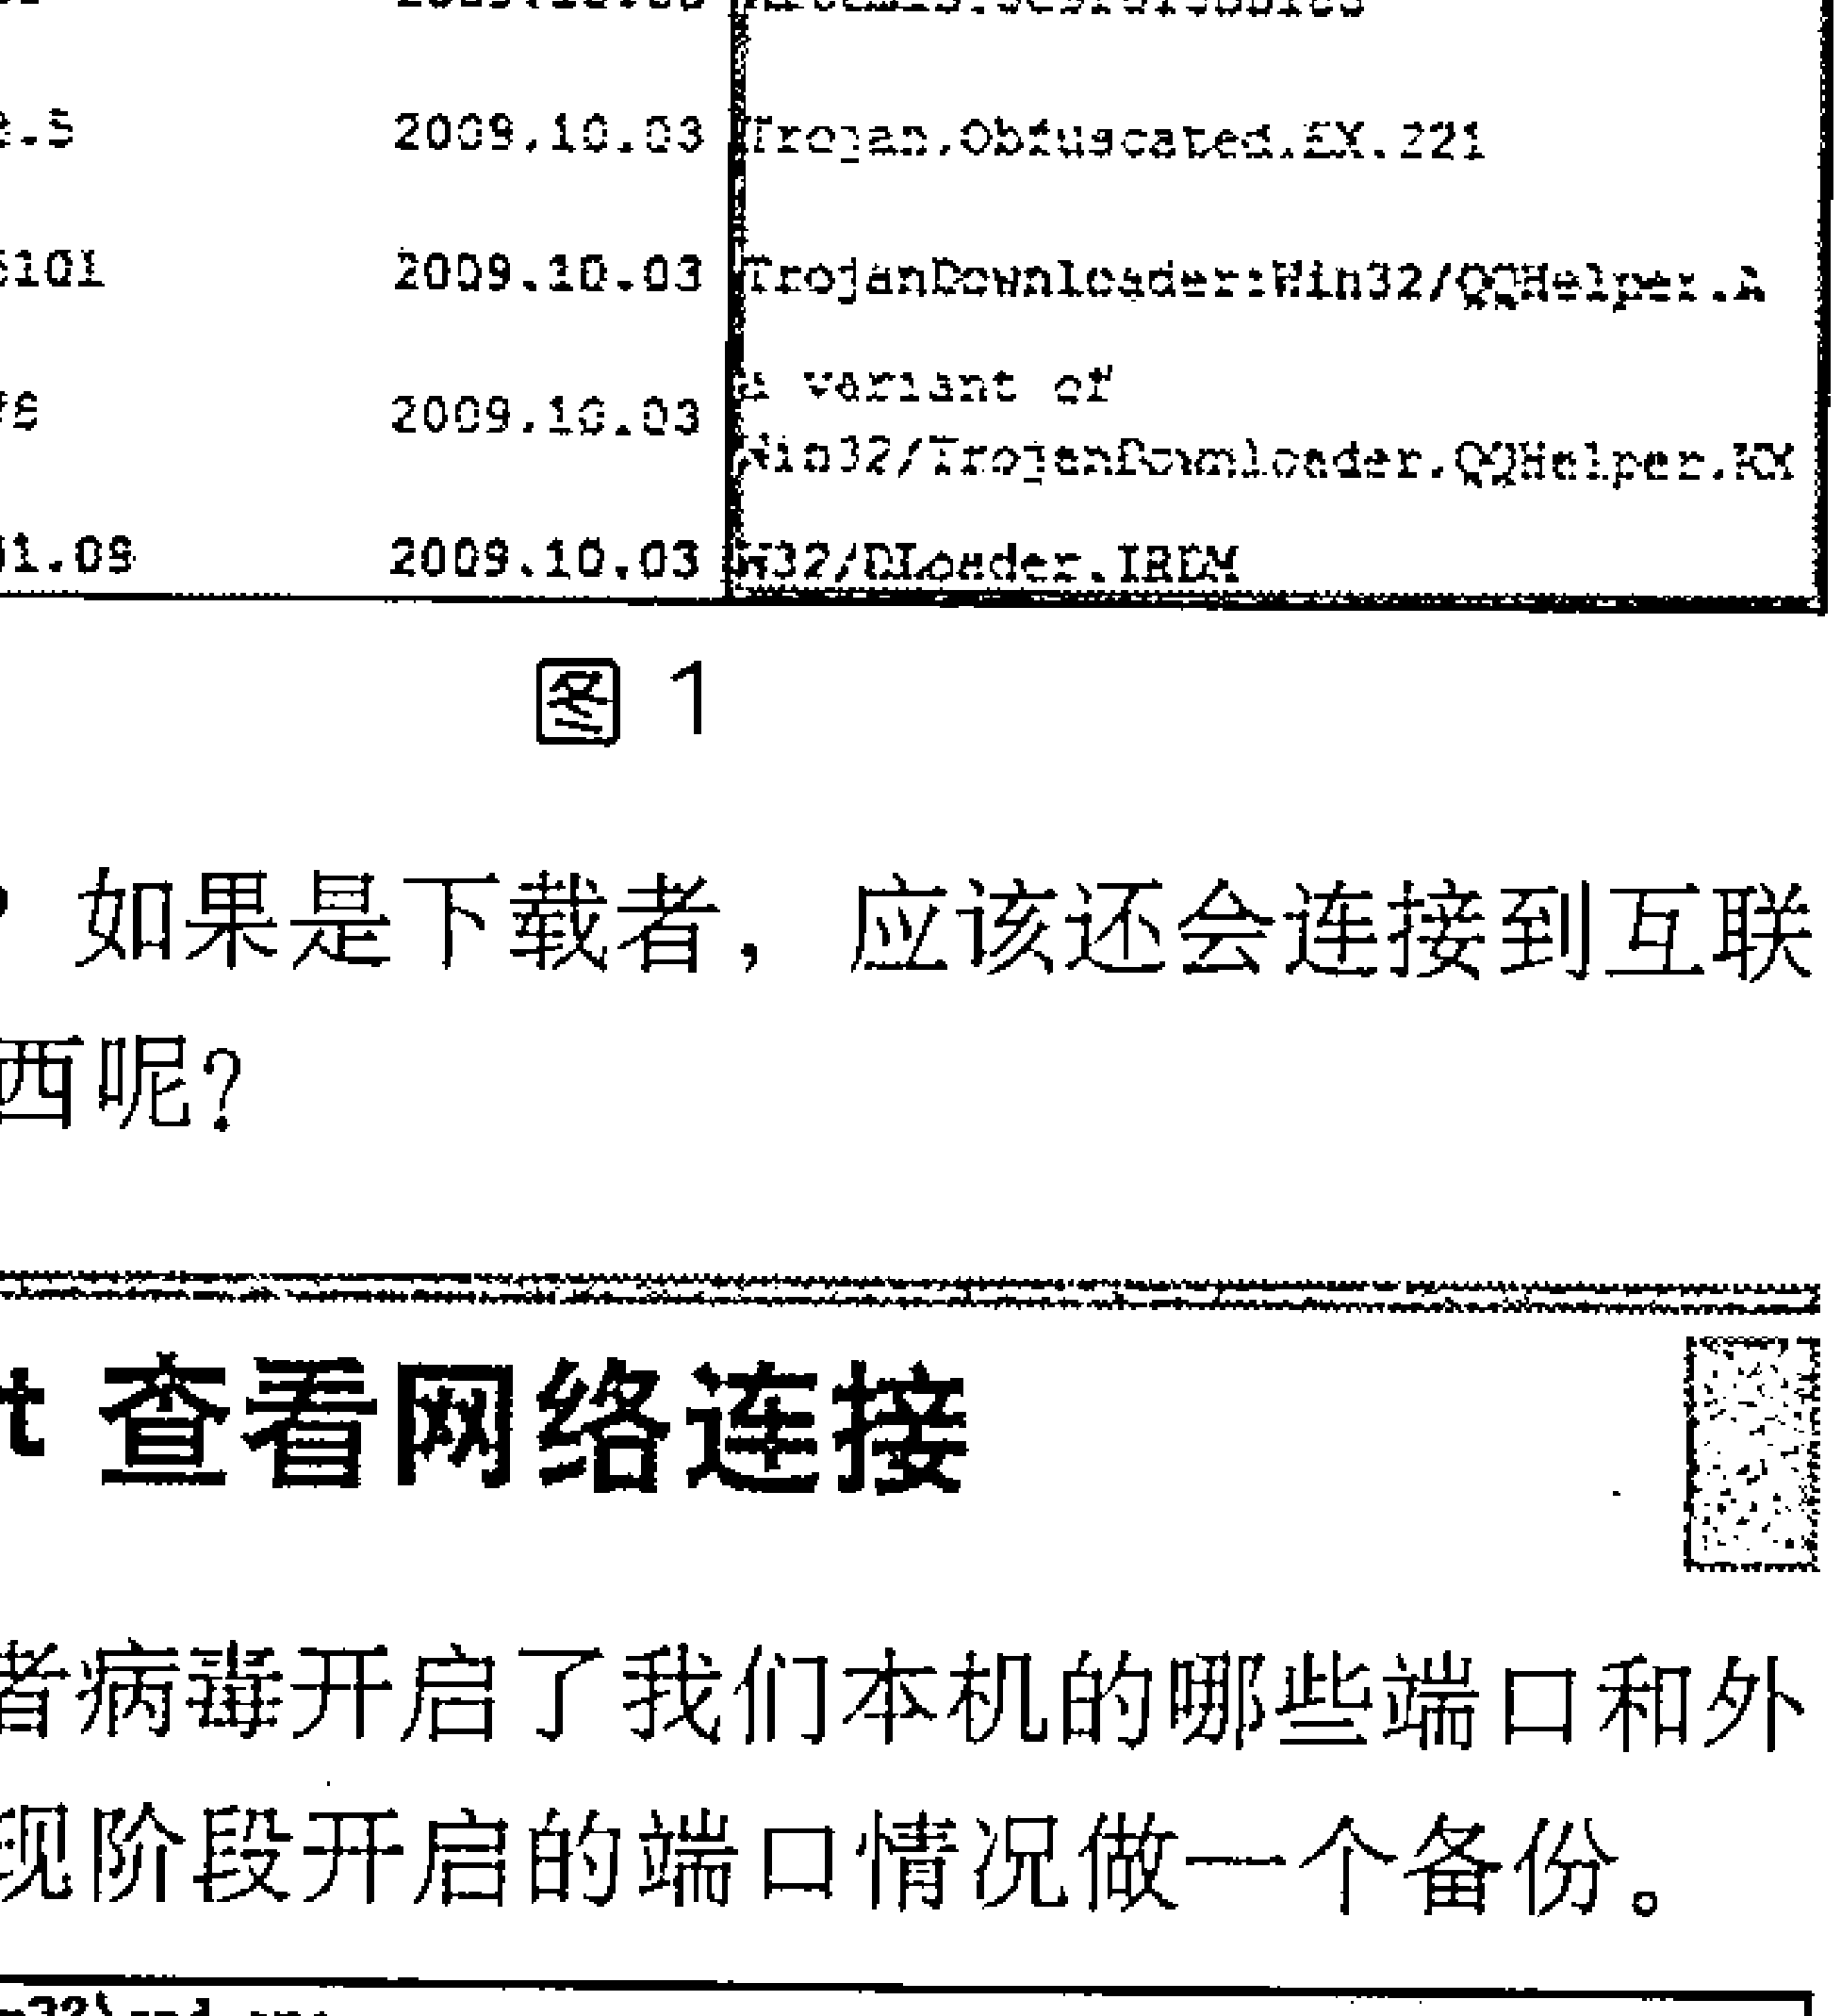 2009.10.03 Trojan.Obfuscated.EX.221
2009.10.03 TrojanDownloader:Win32/QQHelper.A
a variant of
2009.10.03
Win32/TrojanDownloader.QQHelper.
1.09 2009.10.03 W32/DLoader.
图 1
如果是下载者，应该还会连接到互联
西呢？
t 查看网络连接
者病毒开启了我们本机的哪些端口和外
现阶段开启的端口情况做一个备份。